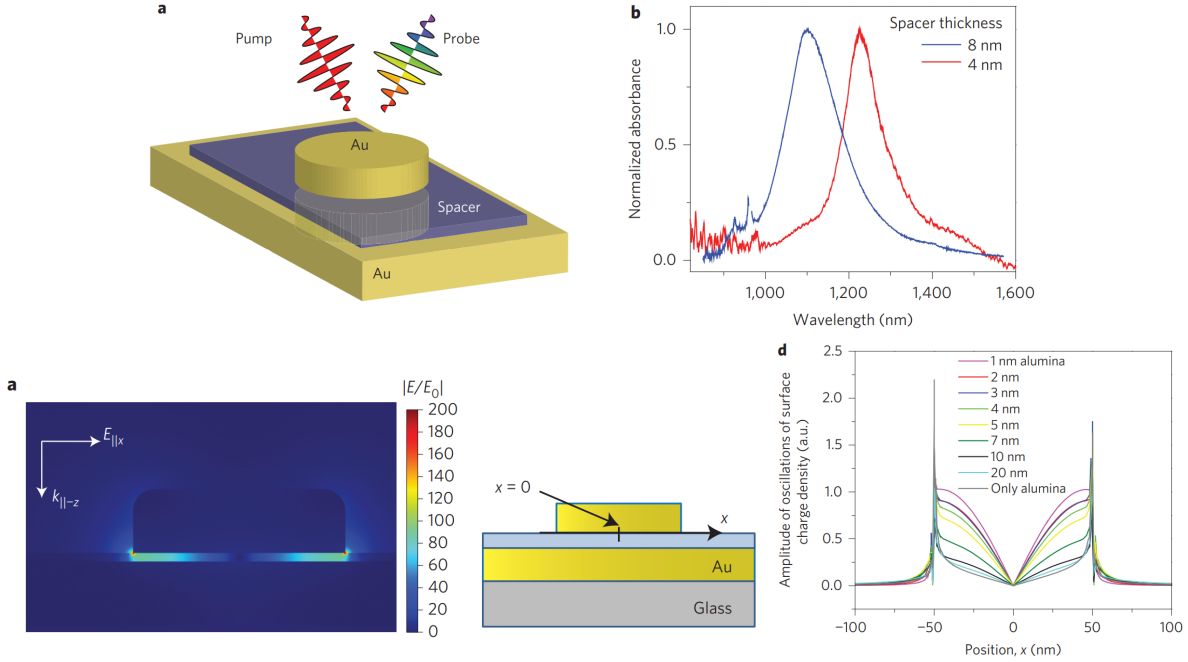 a
Pump
Probe
Au
Spacer
Au
b
Spacer thickness
8 nm
4 nm
Normalized absorbance
1.0
0.5
0.0
1,000
1,200
1,400
1,600
Wavelength (nm)
a
E||x
k||−z
|E/E0|
200
180
160
140
120
100
80
60
40
20
0
x = 0
x
Au
Glass
d
Amplitude of oscillations of surface
charge density (a.u.)
2.5
2.0
1.5
1.0
0.5
0.0
1 nm alumina
2 nm
3 nm
4 nm
5 nm
7 nm
10 nm
20 nm
Only alumina
−100
−50
0
50
100
Position, x (nm)